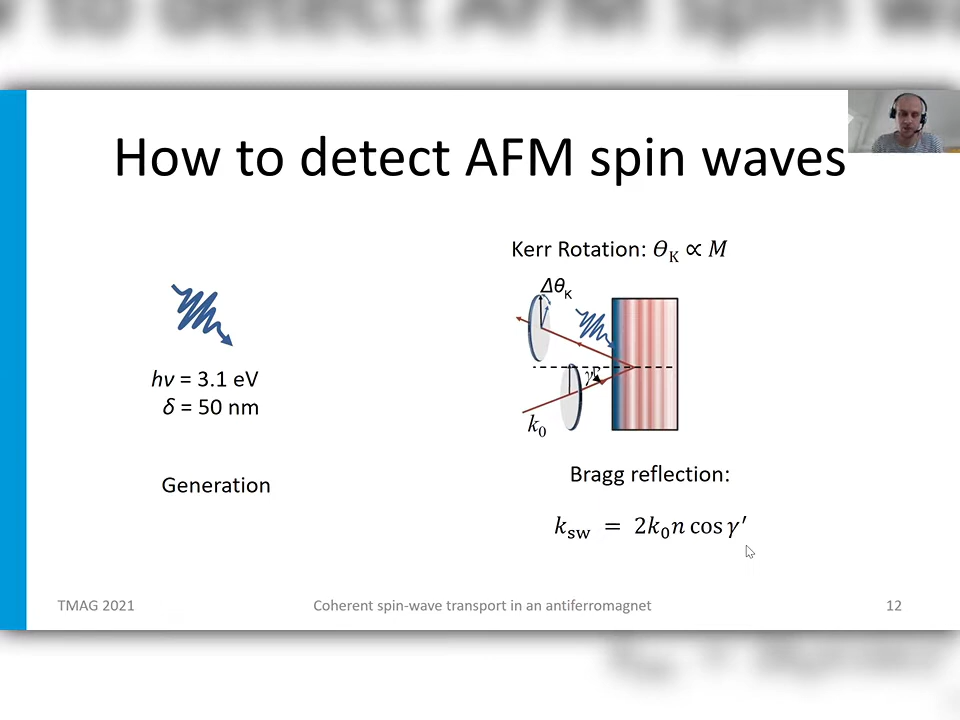 How to detect AFM spin waves
Kerr Rotation: θ_K ∝ M
Δθ_K
hν = 3.1 eV
δ = 50 nm
γ'
k₀
Generation
Bragg reflection:
k_sw = 2k₀n cos γ′
TMAG 2021
Coherent spin-wave transport in an antiferromagnet
12